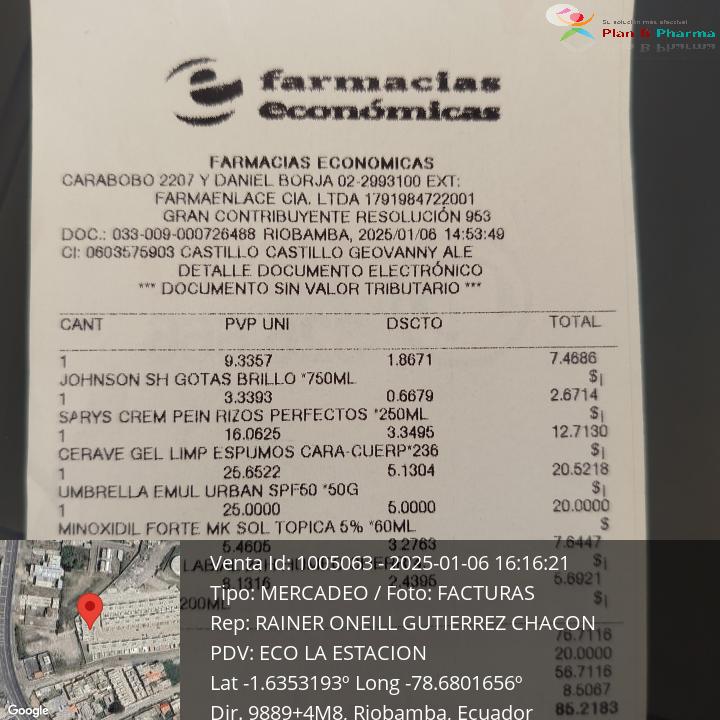 Su solución más efectiva!
Plan B Pharma
farmacias
económicas
FARMACIAS ECONOMICAS
CARABOBO 2207 Y DANIEL BORJA 02-2993100 EXT:
FARMAENLACE CIA. LTDA 1791984722001
GRAN CONTRIBUYENTE RESOLUCIÓN 953
DOC.: 033-009-000726488 RIOBAMBA, 2025/01/06 14:53:49
CI: 0603575903 CASTILLO CASTILLO GEOVANNY ALE
DETALLE DOCUMENTO ELECTRÓNICO
*** DOCUMENTO SIN VALOR TRIBUTARIO ***
CANT PVP UNI DSCTO TOTAL
1 9.3357 1.8671 7.4686
JOHNSON SH GOTAS BRILLO *750ML $|
1 3.3393 0.6679 2.6714
SARYS CREM PEIN RIZOS PERFECTOS *250ML $|
1 16.0625 3.3495 12.7130
CERAVE GEL LIMP ESPUMOS CARA-CUERP*236 $|
1 25.6522 5.1304 20.5218
UMBRELLA EMUL URBAN SPF50 *50G $|
1 25.0000 5.0000 20.0000
MINOXIDIL FORTE MK SOL TOPICA 5% *60ML $
5.4605 3.2763 7.6447
LAB $|
8.1316 2.4395 5.6921
200ML $|
76.7116
20.0000
56.7116
8.5067
85.2183
Venta Id: 1005063 - 2025-01-06 16:16:21
Tipo: MERCADEO / Foto: FACTURAS
Rep: RAINER ONEILL GUTIERREZ CHACON
PDV: ECO LA ESTACION
Lat -1.6353193º Long -78.6801656º
Dir. 9889+4M8, Riobamba, Ecuador
Google